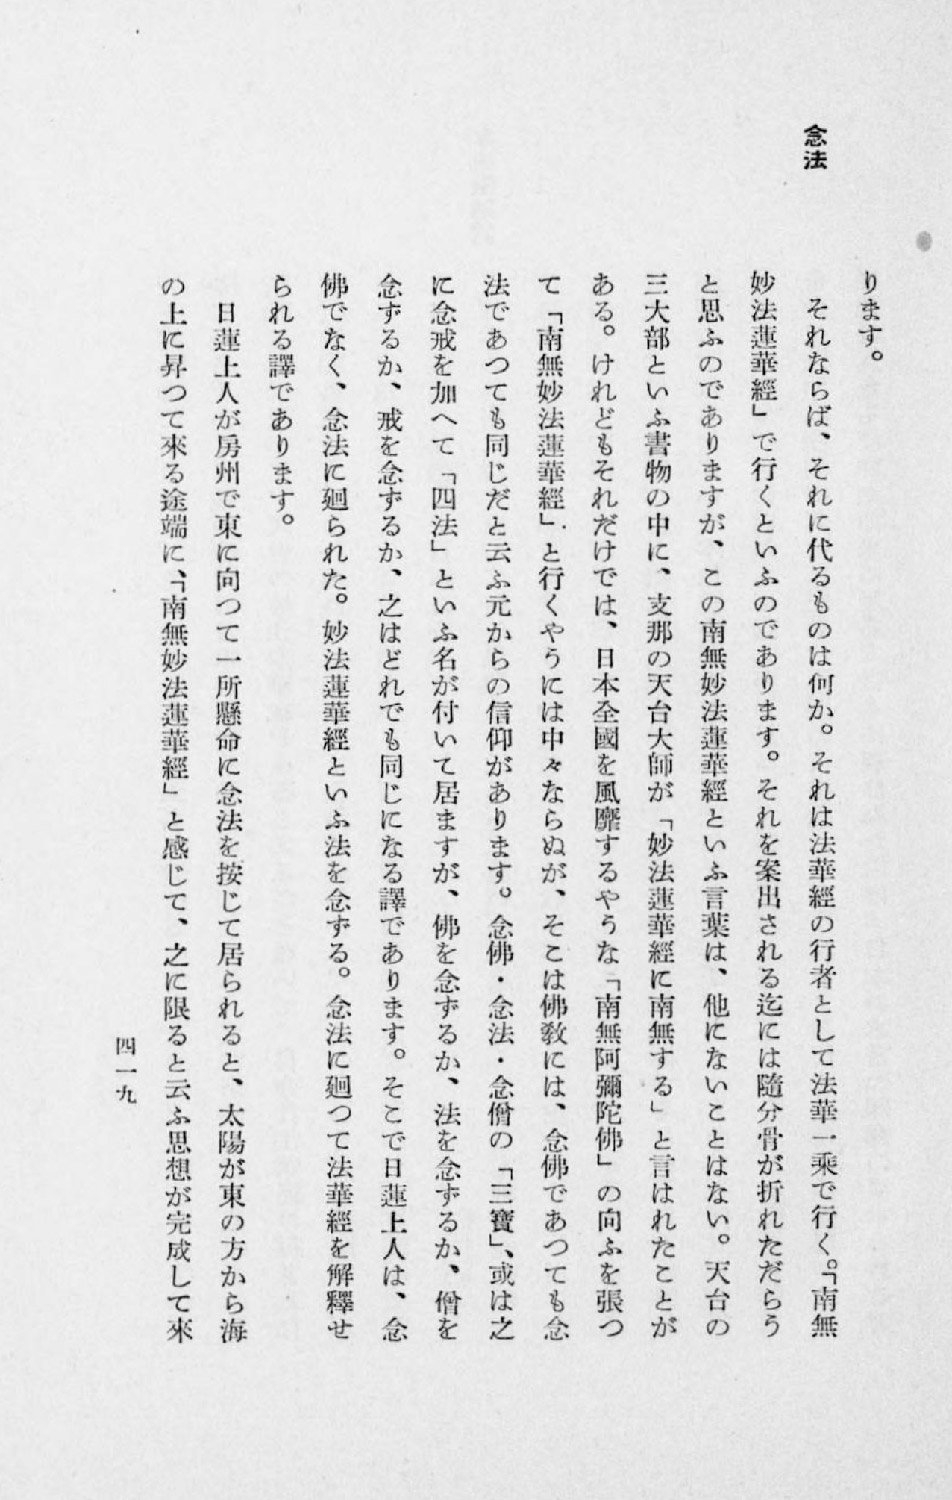 念法
ります。
それならば、それに代るものは何か。それは法華經の行者として法華一乘で行く。「南無
妙法蓮華經」で行くといふのであります。それを案出される迄には隨分骨が折れただらう
と思ふのでありますが、この南無妙法蓮華經といふ言葉は、他にないことはない。天台の
三大部といふ書物の中に、支那の天台大師が「妙法蓮華經に南無する」と言はれたことが
ある。けれどもそれだけでは、日本全國を風靡するやうな「南無阿彌陀佛」の向ふを張つ
て「南無妙法蓮華經」と行くやうには中々ならぬが、そこは佛敎には、念佛であつても念
法であつても同じだと云ふ元からの信仰があります。念佛・念法・念僧の「三寶」、或は之
に念戒を加へて「四法」といふ名が付いて居ますが、佛を念ずるか、法を念ずるか、僧を
念ずるか、戒を念ずるか、之はどれでも同じになる譯であります。そこで日蓮上人は、念
佛でなく、念法に廻られた。妙法蓮華經といふ法を念ずる。念法に廻つて法華經を解釋せ
られる譯であります。
日蓮上人が房州で東に向つて一所懸命に念法を按じて居られると、太陽が東の方から海
の上に昇つて來る途端に、「南無妙法蓮華經」と感じて、之に限ると云ふ思想が完成して來
四一九